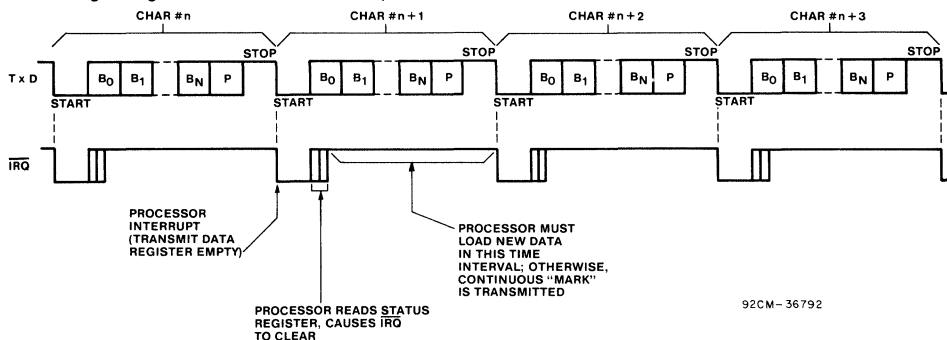 CHAR #n CHAR #n+1 CHAR #n+2 CHAR #n+3
STOP STOP STOP STOP
TxD B0 B1 BN P B0 B1 BN P B0 B1 BN P B0 B1 BN P
START START START START
IRQ
PROCESSOR
INTERRUPT
(TRANSMIT DATA
REGISTER EMPTY)
PROCESSOR READS STATUS
REGISTER, CAUSES IRQ
TO CLEAR
PROCESSOR MUST
LOAD NEW DATA
IN THIS TIME
INTERVAL; OTHERWISE,
CONTINUOUS "MARK"
IS TRANSMITTED
92CM-36792